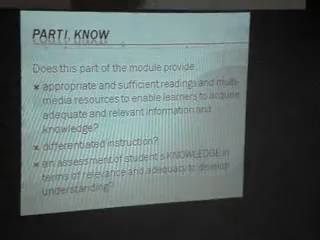 PART I. KNOW
Does this part of the module provide
appropriate and sufficient readings and multi-
media resources to enable learners to acquire
adequate and relevant information and
knowledge?
differentiated instruction?
an assessment of student's KNOWLEDGE in
terms of relevance and adequacy to develop
understanding?